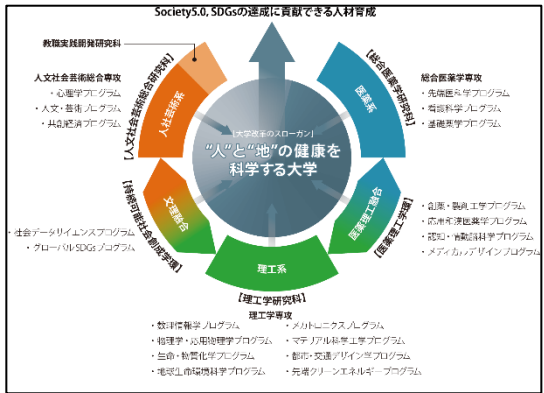 Society5.0, SDGsの達成に貢献できる人材育成
教職実践開発研究科
人文社会芸術総合専攻
・心理学プログラム
・人文・芸術プログラム
・共創経済プログラム
【人文社会芸術総合研究科】
人社芸術系
【総合医薬学研究科】
医薬系
総合医薬学専攻
・先端医科学プログラム
・看護科学プログラム
・基礎薬学プログラム
[大学改革のスローガン]
“人”と“地”の健康を
科学する大学
【持続可能社会創成学環】
文理総合
・社会データサイエンスプログラム
・グローバルSDGsプログラム
【医薬理工学環】
医薬理工融合
・創薬・製剤工学プログラム
・応用和漢医薬学プログラム
・認知・情動脳科学プログラム
・メディカルデザインプログラム
理工系
【理工学研究科】
理工学専攻
・数理情報学プログラム
・物理学・応用物理学プログラム
・生命・物質化学プログラム
・地球生命環境科学プログラム
・メカトロニクスプログラム
・マテリアル科学工学プログラム
・都市・交通デザイン学プログラム
・先端クリーンエネルギープログラム